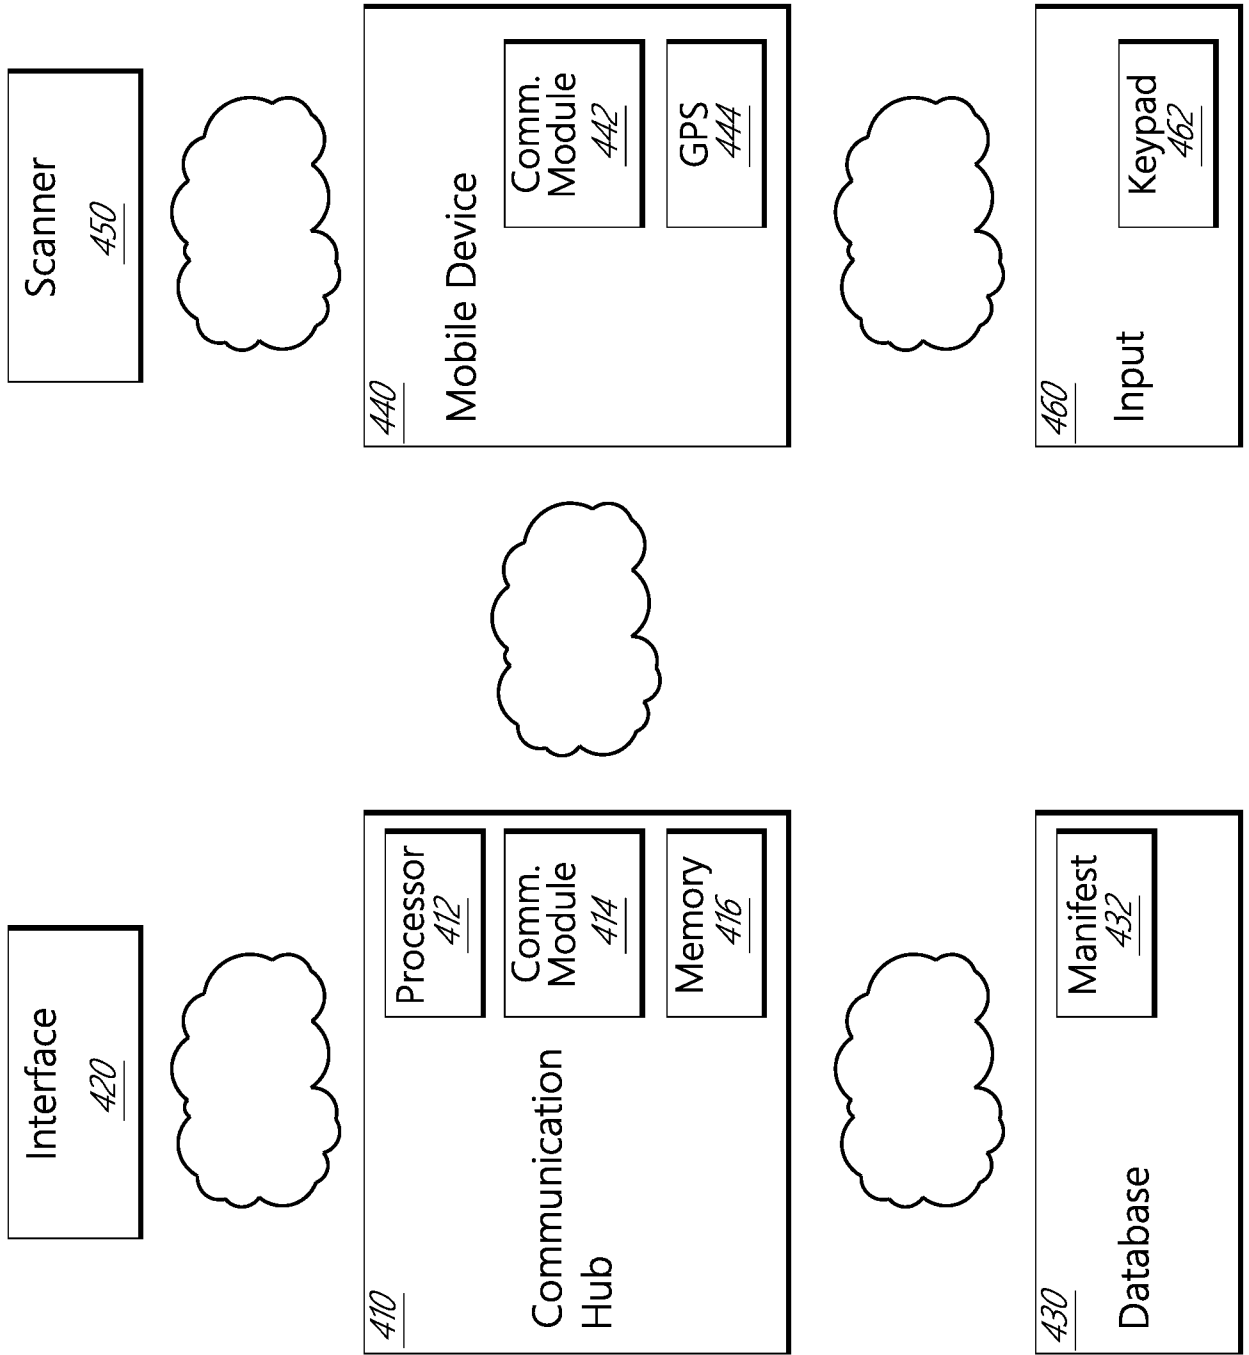 Interface
420
Scanner
450
410
Communication
Hub
Processor
412
Comm.
Module
414
Memory
416
440
Mobile Device
Comm.
Module
442
GPS
444
430
Database
Manifest
432
460
Input
Keypad
462